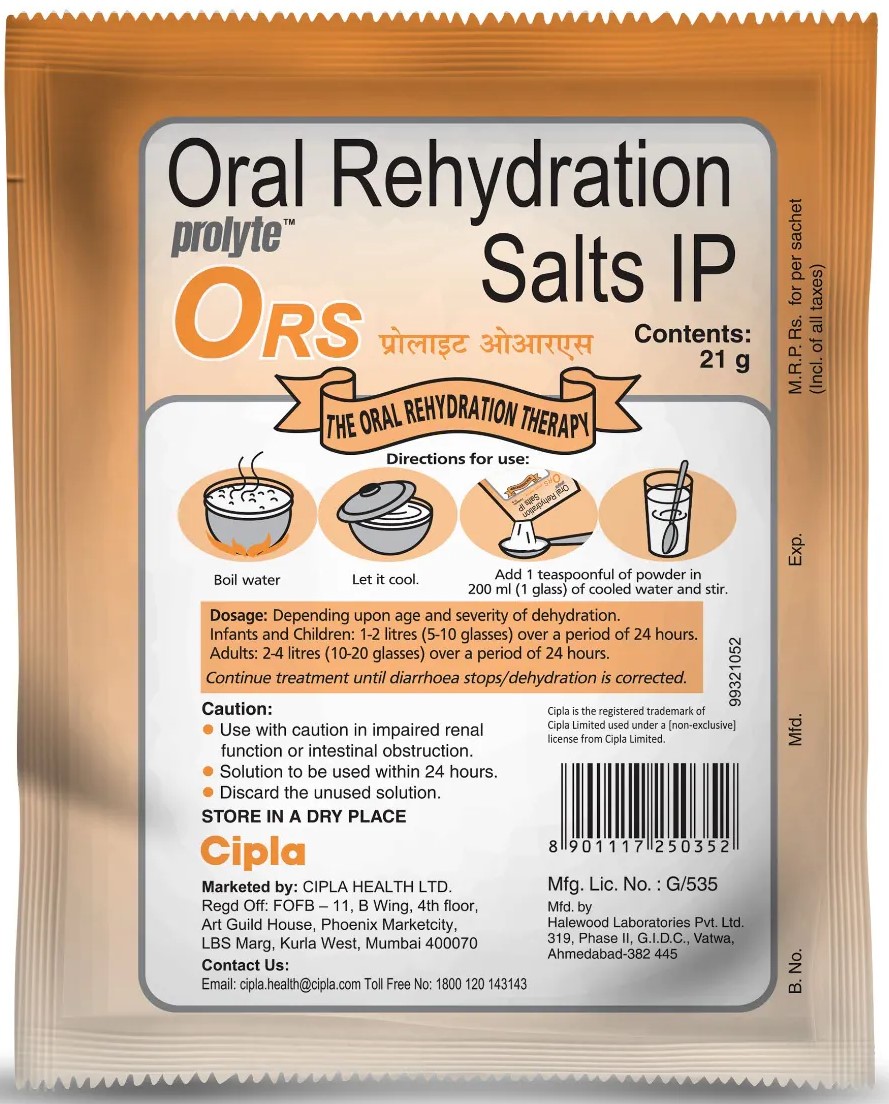 Oral Rehydration
prolyte™
Salts IP
ORS
प्रोलाइट ओआरएस
Contents:
21 g
THE ORAL REHYDRATION THERAPY
Directions for use:
Oral Rehydration
Salts IP
ORS
Boil water
Let it cool.
Add 1 teaspoonful of powder in
200 ml (1 glass) of cooled water and stir.
Dosage: Depending upon age and severity of dehydration.
Infants and Children: 1-2 litres (5-10 glasses) over a period of 24 hours.
Adults: 2-4 litres (10-20 glasses) over a period of 24 hours.
Continue treatment until diarrhoea stops/dehydration is corrected.
99321052
Caution:
Use with caution in impaired renal
function or intestinal obstruction.
Solution to be used within 24 hours.
Discard the unused solution.
STORE IN A DRY PLACE
Cipla
Marketed by: CIPLA HEALTH LTD.
Regd Off: FOFB – 11, B Wing, 4th floor,
Art Guild House, Phoenix Marketcity,
LBS Marg, Kurla West, Mumbai 400070
Contact Us:
Email: cipla.health@cipla.com Toll Free No: 1800 120 143143
Cipla is the registered trademark of
Cipla Limited used under a [non-exclusive]
license from Cipla Limited.
8 901117 250352
Mfg. Lic. No. : G/535
Mfd. by
Halewood Laboratories Pvt. Ltd.
319, Phase II, G.I.D.C., Vatwa,
Ahmedabad-382 445
M.R.P. Rs. for per sachet
(Incl. of all taxes)
Exp.
Mfd.
B. No.